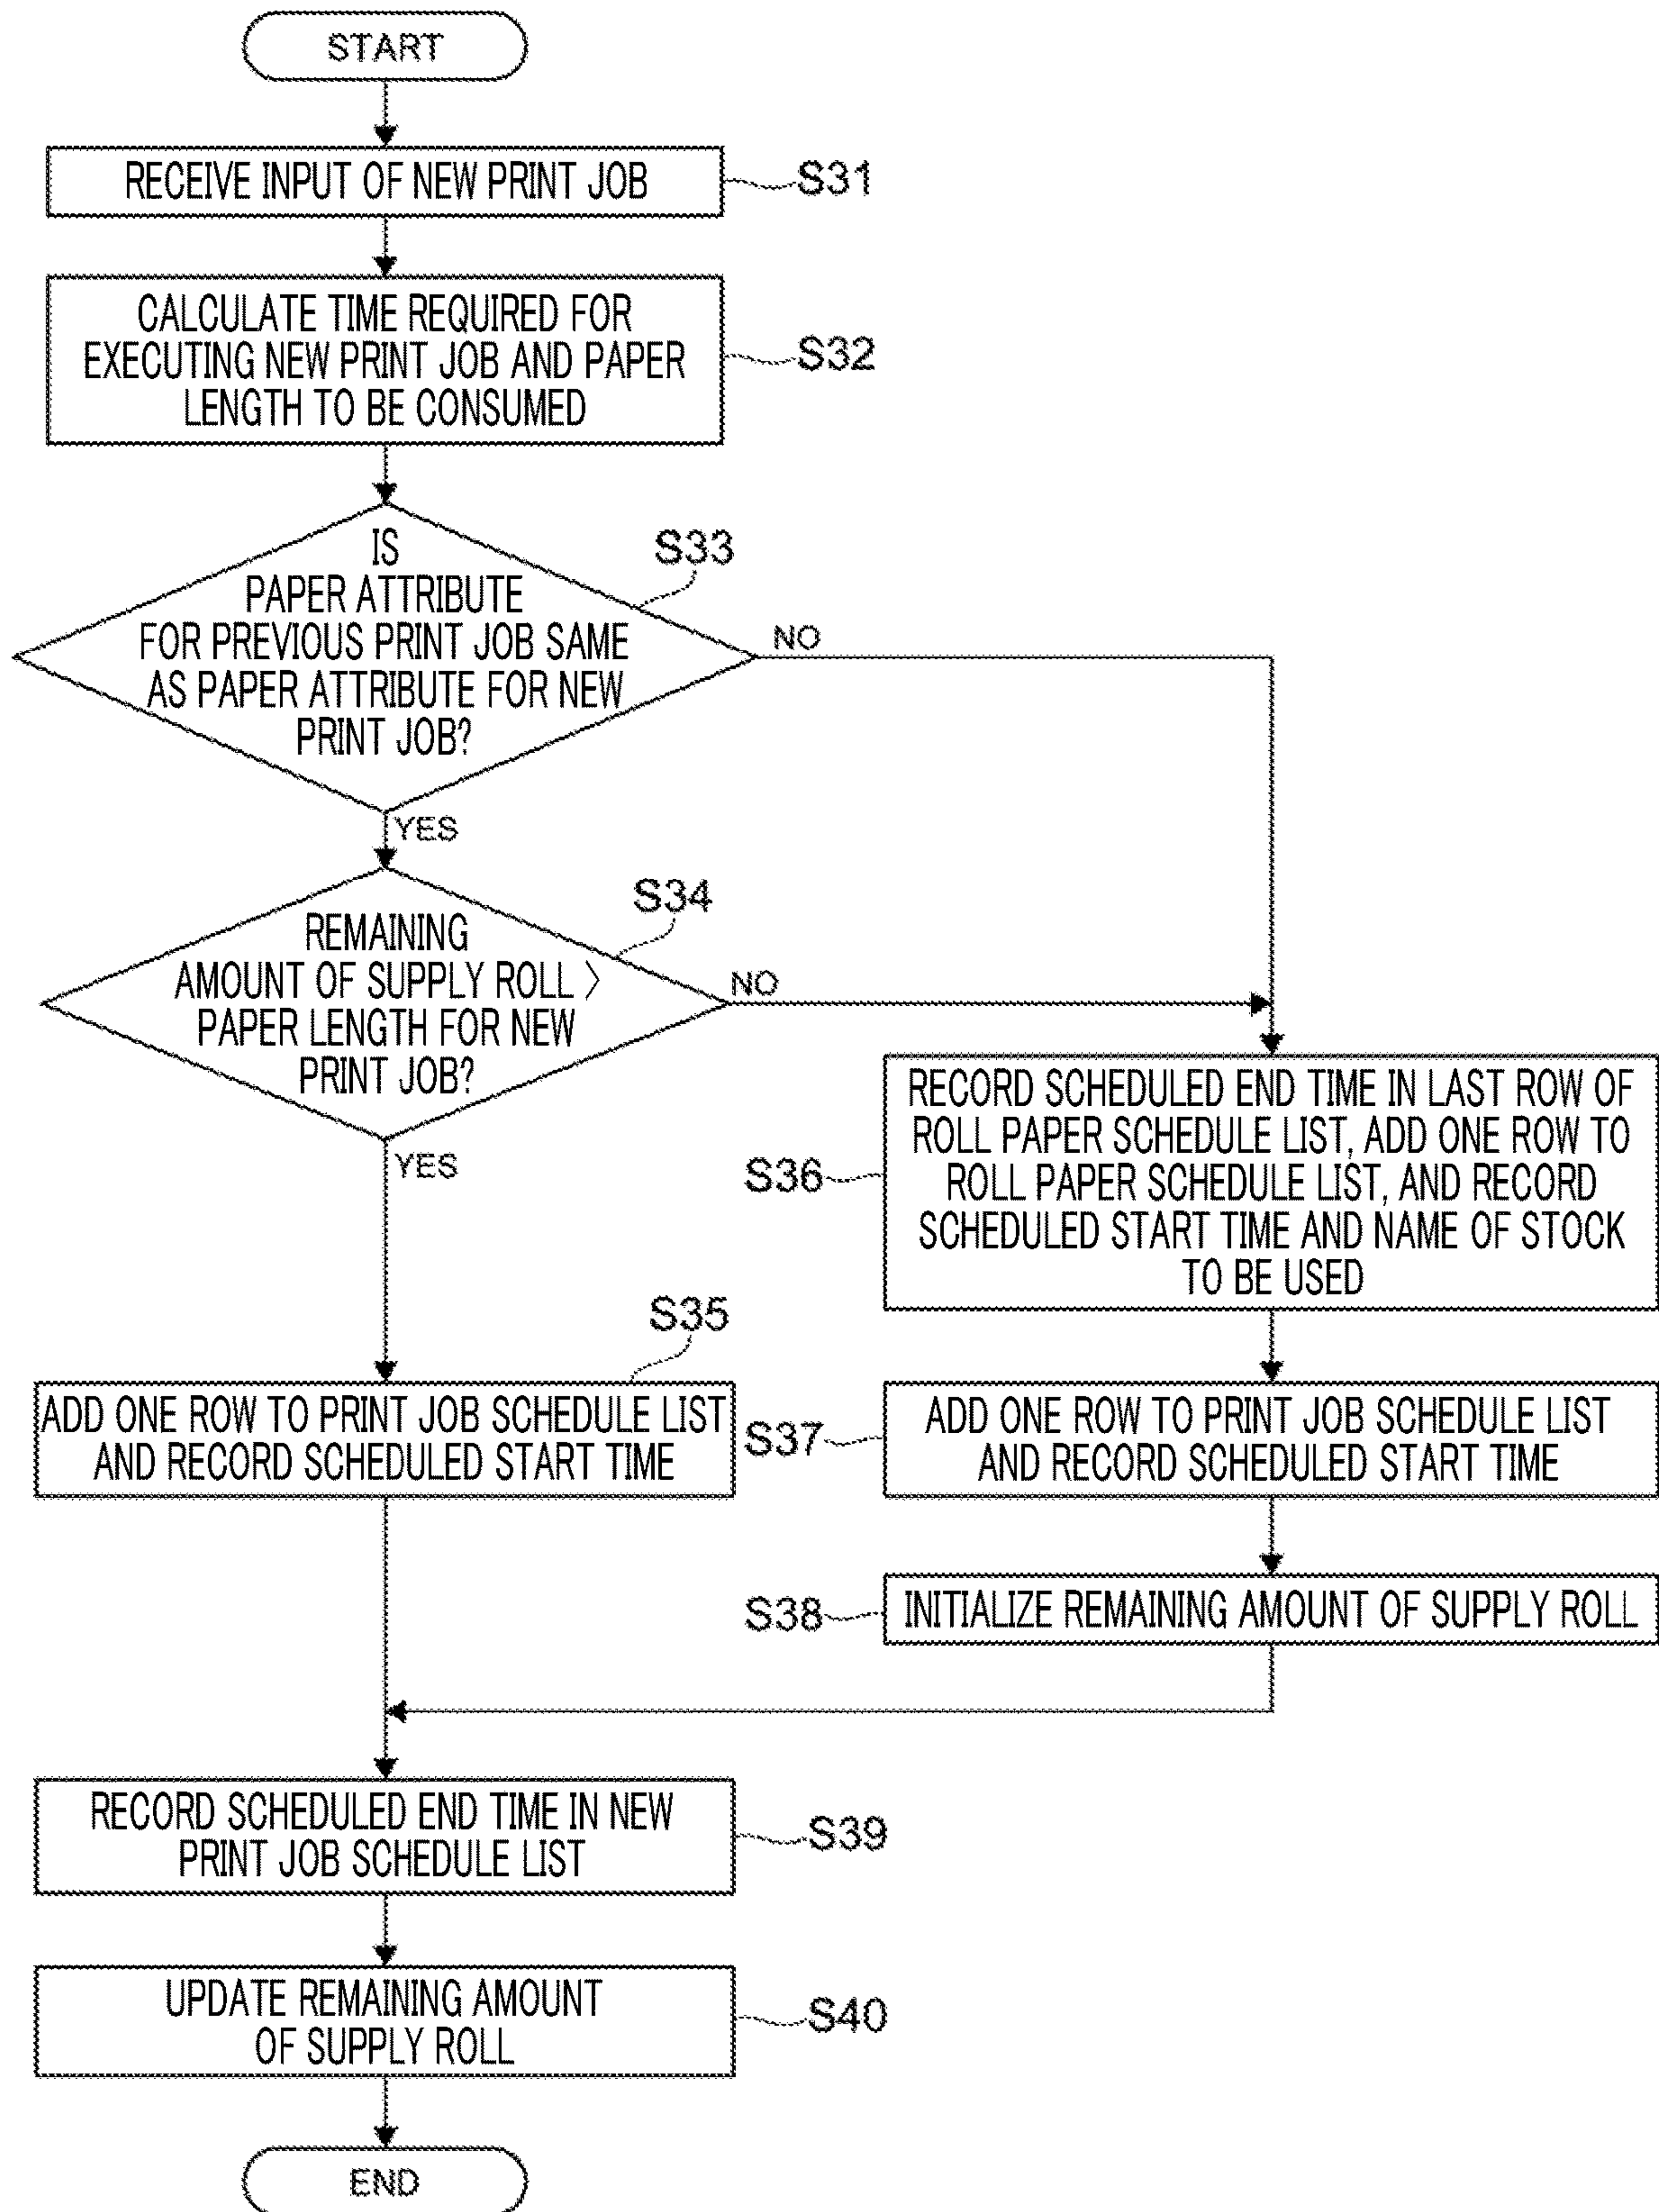 START
RECEIVE INPUT OF NEW PRINT JOB
S31
CALCULATE TIME REQUIRED FOR
EXECUTING NEW PRINT JOB AND PAPER
LENGTH TO BE CONSUMED
S32
IS
PAPER ATTRIBUTE
FOR PREVIOUS PRINT JOB SAME
AS PAPER ATTRIBUTE FOR NEW
PRINT JOB?
S33
NO
YES
REMAINING
AMOUNT OF SUPPLY ROLL >
PAPER LENGTH FOR NEW
PRINT JOB?
S34
NO
YES
RECORD SCHEDULED END TIME IN LAST ROW OF
ROLL PAPER SCHEDULE LIST, ADD ONE ROW TO
ROLL PAPER SCHEDULE LIST, AND RECORD
SCHEDULED START TIME AND NAME OF STOCK
TO BE USED
S36
S35
ADD ONE ROW TO PRINT JOB SCHEDULE LIST
AND RECORD SCHEDULED START TIME
S37
ADD ONE ROW TO PRINT JOB SCHEDULE LIST
AND RECORD SCHEDULED START TIME
S38
INITIALIZE REMAINING AMOUNT OF SUPPLY ROLL
RECORD SCHEDULED END TIME IN NEW
PRINT JOB SCHEDULE LIST
S39
UPDATE REMAINING AMOUNT
OF SUPPLY ROLL
S40
END